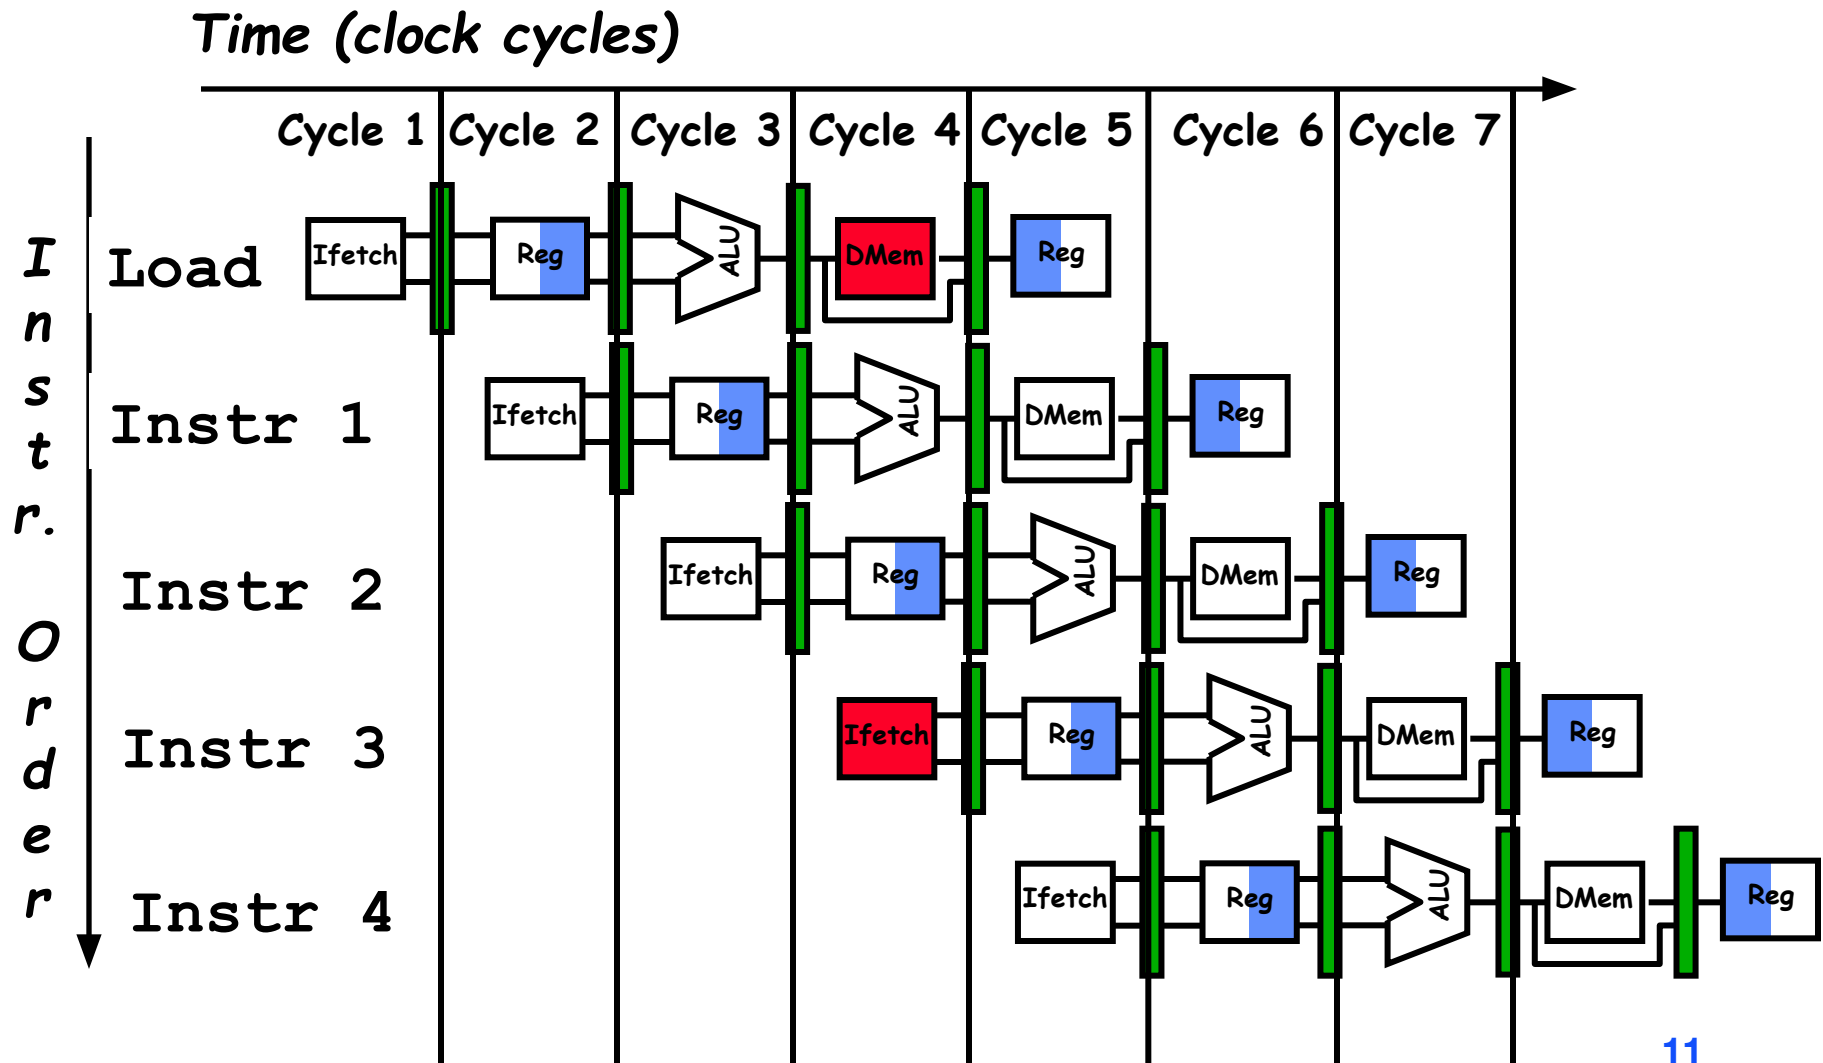 Time (clock cycles)
Cycle 1 Cycle 2 Cycle 3 Cycle 4 Cycle 5 Cycle 6 Cycle 7
Instr. Order
Load Ifetch Reg ALU DMem Reg
Instr 1 Ifetch Reg ALU DMem Reg
Instr 2 Ifetch Reg ALU DMem Reg
Instr 3 Ifetch Reg ALU DMem Reg
Instr 4 Ifetch Reg ALU DMem Reg
11